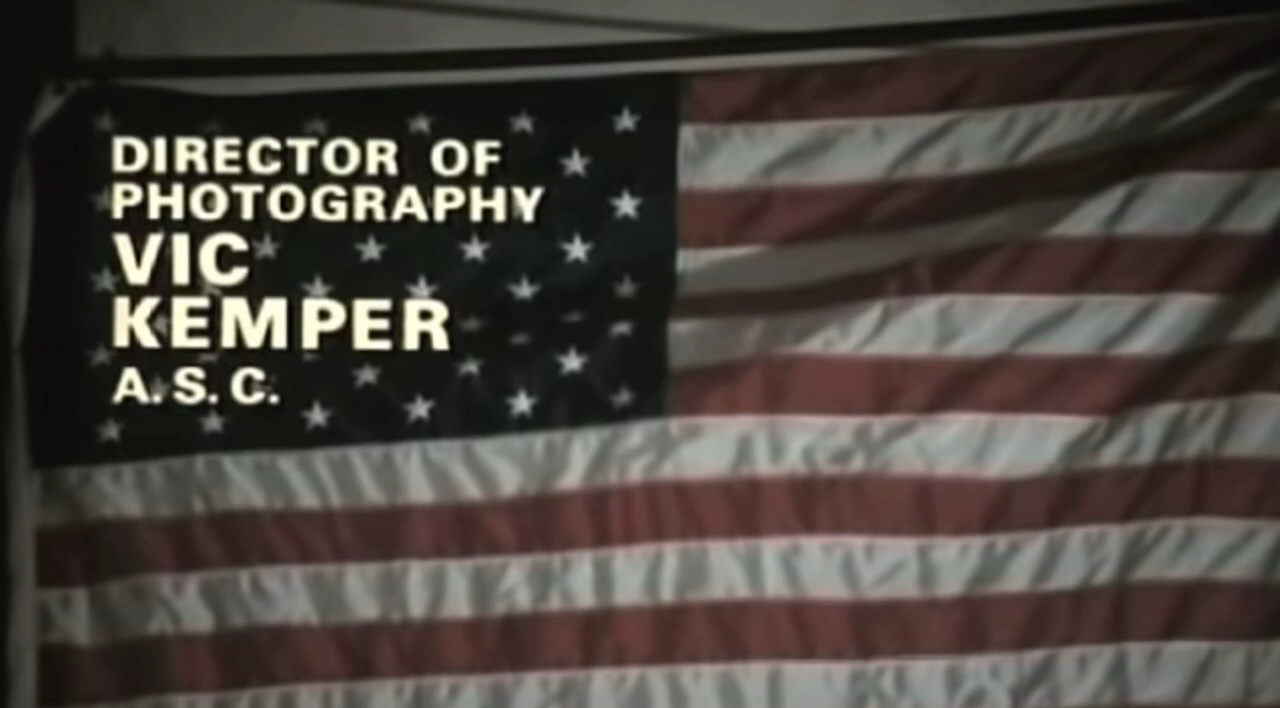 DIRECTOR OF
PHOTOGRAPHY
VIC
KEMPER
A.S.C.